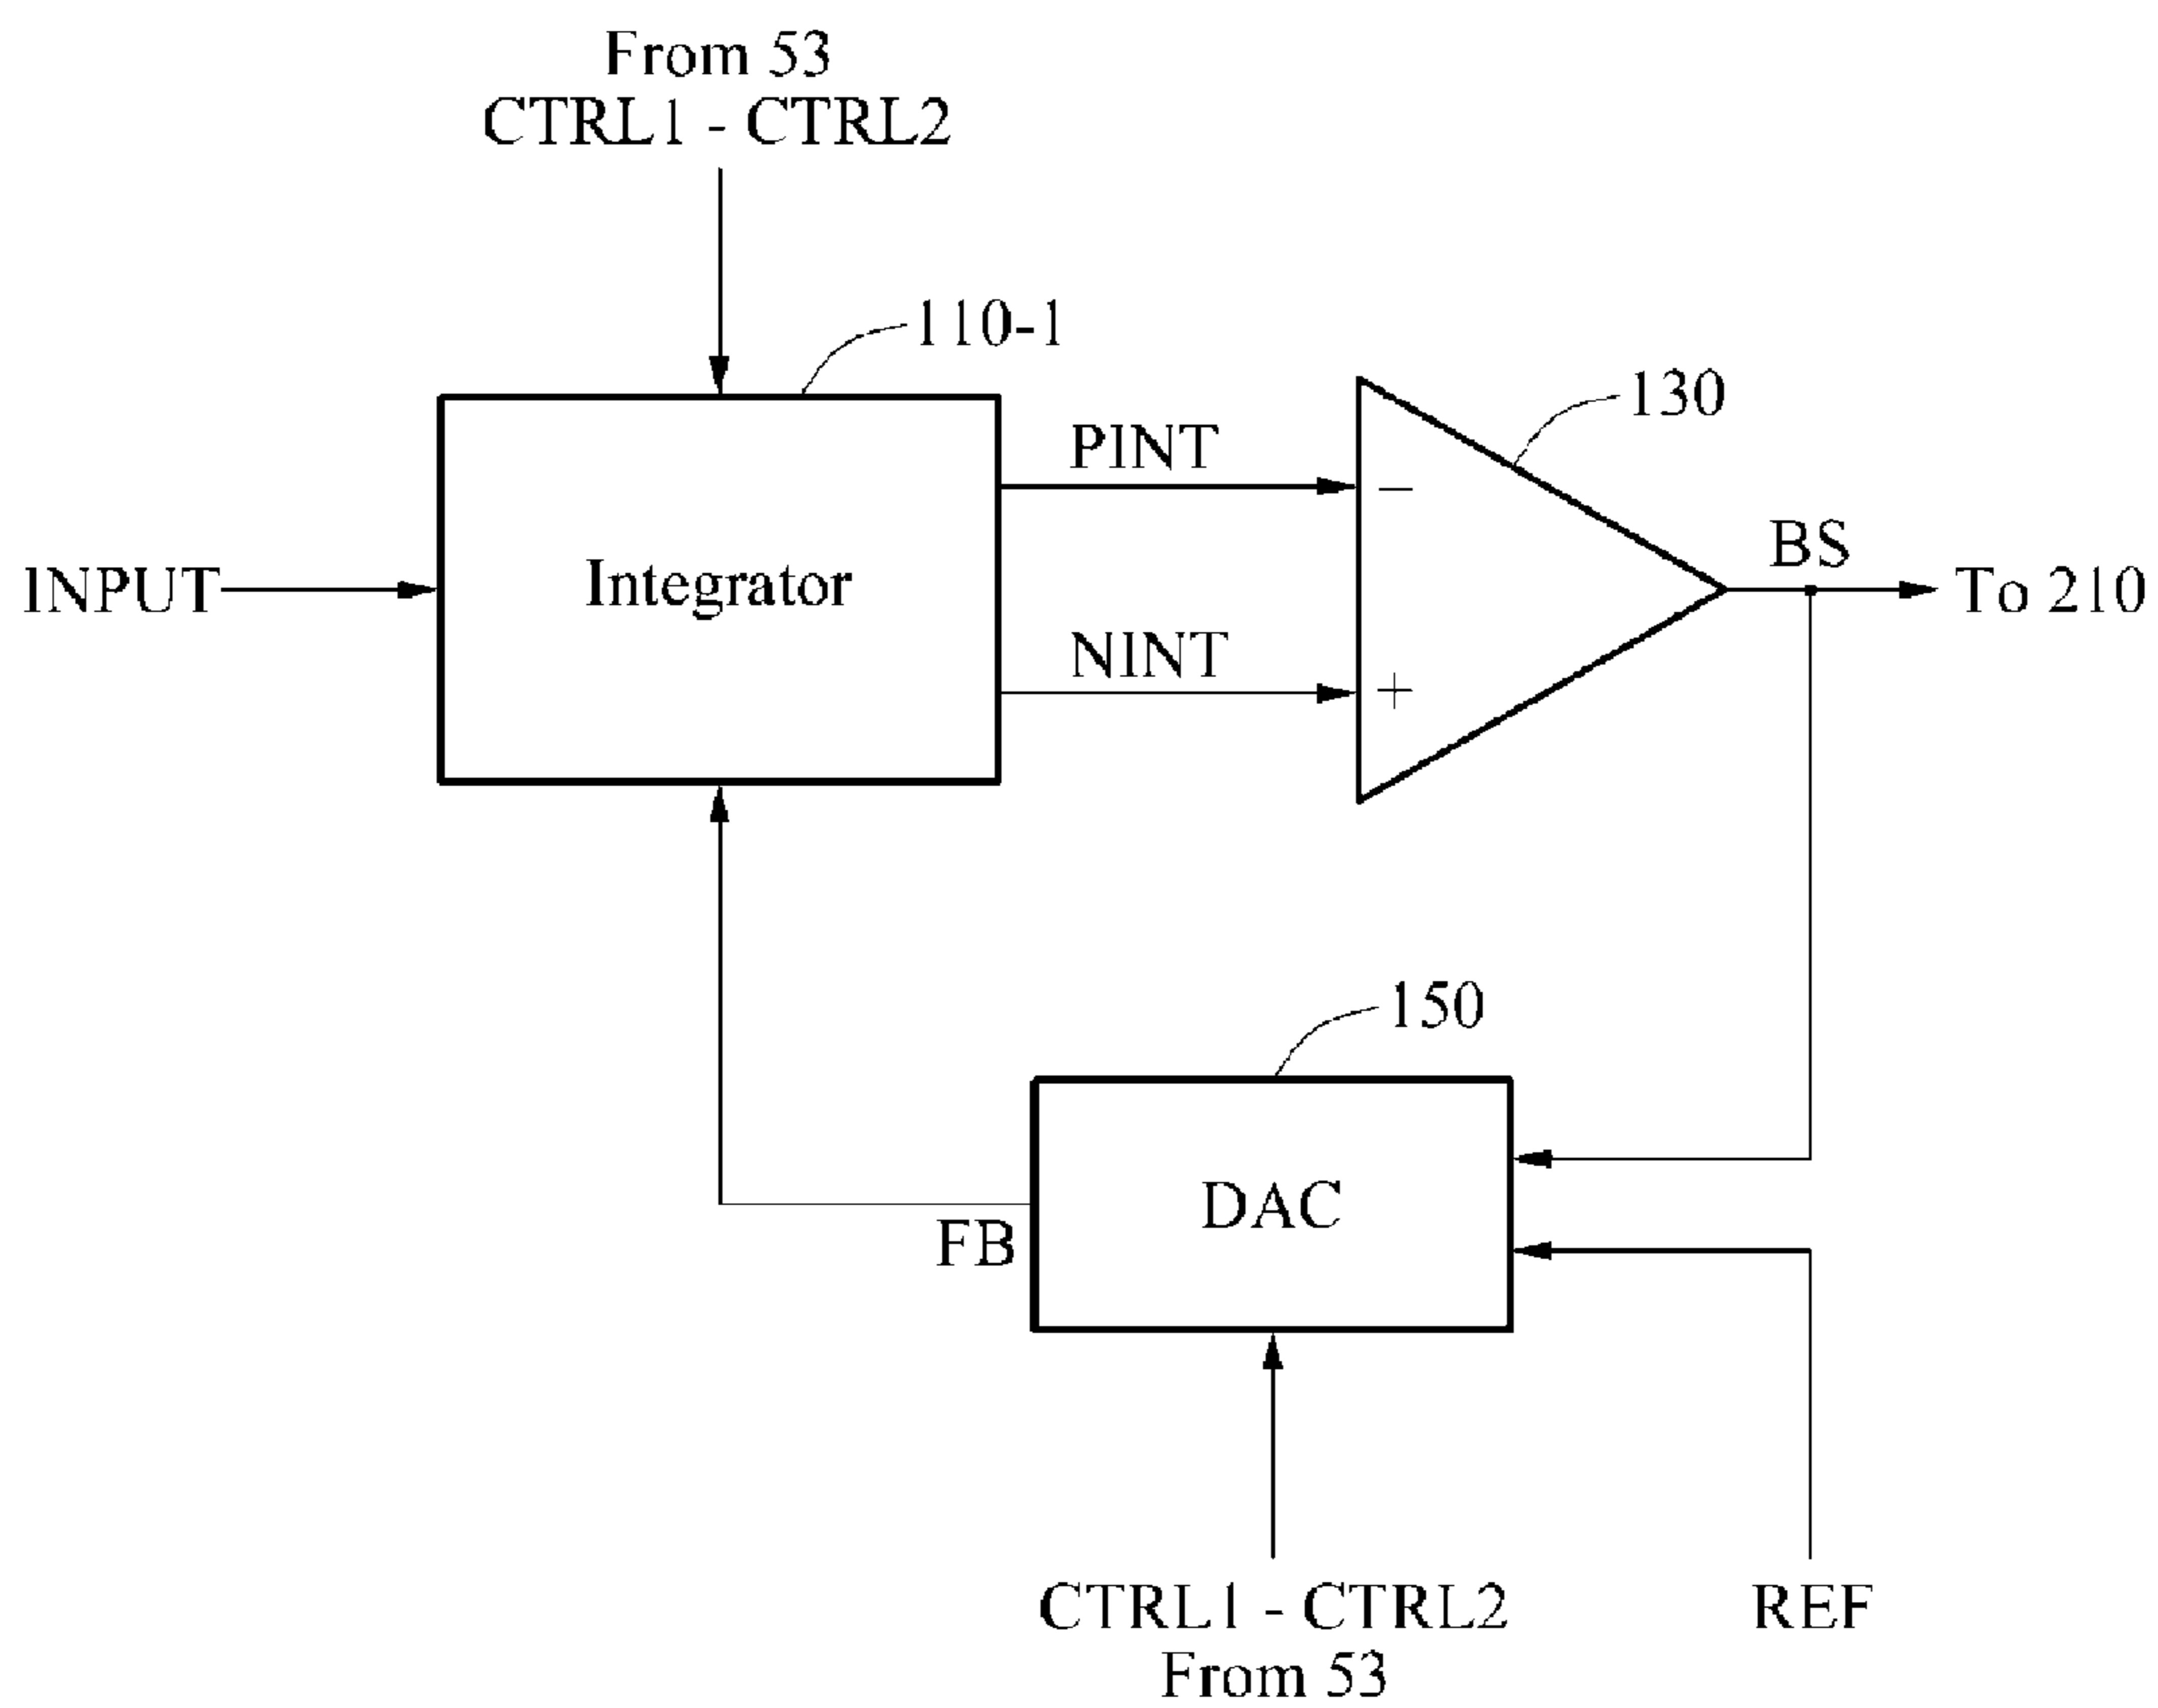 From 53
CTRL1 - CTRL2
110-1
130
PINT
−
BS
INPUT
Integrator
To 210
NINT
+
150
DAC
FB
CTRL1 - CTRL2
From 53
REF